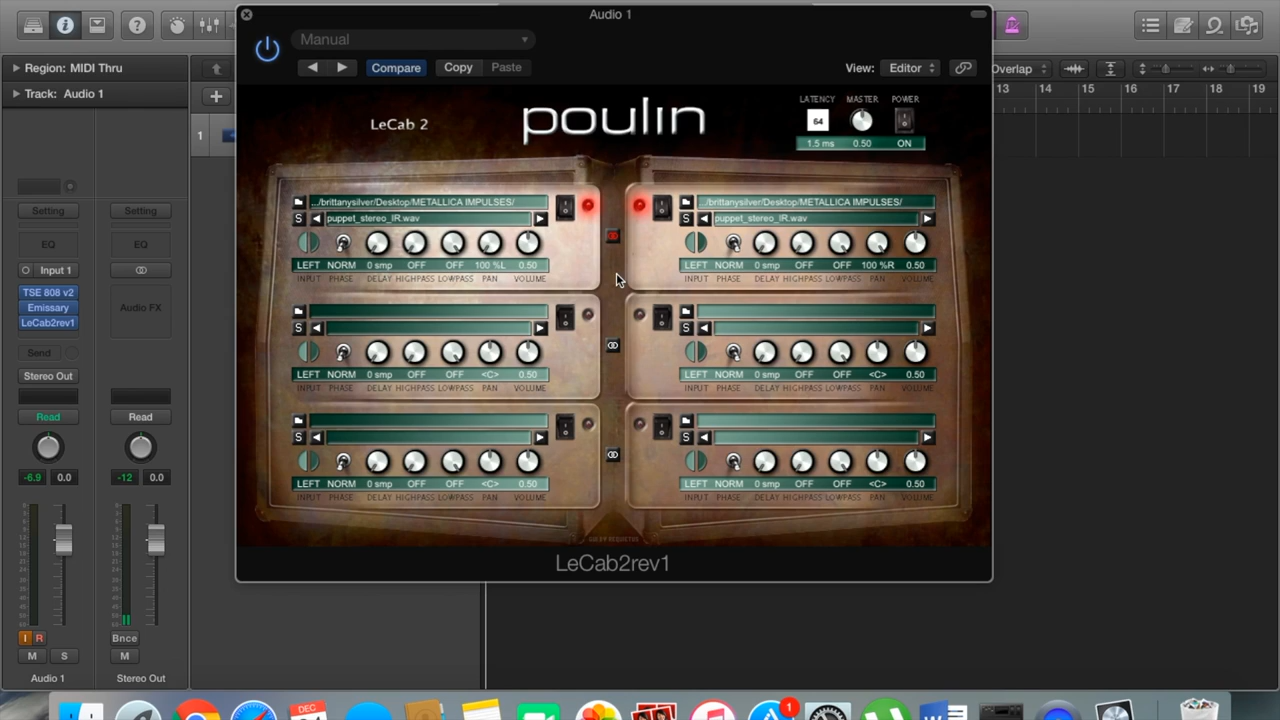 Audio 1
Manual
Compare
Copy
Paste
View:
Editor
Overlap
13 14 15 16 17 18 19
Region: MIDI Thru
Track: Audio 1
1
LeCab 2
poulin
LATENCY MASTER POWER
64
1.5 ms 0.50 ON
.../brittanysilver/Desktop/METALLICA IMPULSES/
S puppet_stereo_IR.wav
LEFT NORM 0 smp OFF OFF 100 %L 0.50
INPUT PHASE DELAY HIGHPASS LOWPASS PAN VOLUME
.../brittanysilver/Desktop/METALLICA IMPULSES/
S puppet_stereo_IR.wav
LEFT NORM 0 smp OFF OFF 100 %R 0.50
INPUT PHASE DELAY HIGHPASS LOWPASS PAN VOLUME
S
LEFT NORM 0 smp OFF OFF <C> 0.50
INPUT PHASE DELAY HIGHPASS LOWPASS PAN VOLUME
S
LEFT NORM 0 smp OFF OFF <C> 0.50
INPUT PHASE DELAY HIGHPASS LOWPASS PAN VOLUME
S
LEFT NORM 0 smp OFF OFF <C> 0.50
INPUT PHASE DELAY HIGHPASS LOWPASS PAN VOLUME
S
LEFT NORM 0 smp OFF OFF <C> 0.50
INPUT PHASE DELAY HIGHPASS LOWPASS PAN VOLUME
LeCab2rev1
Setting
EQ
Input 1
TSE 808 v2
Emissary
LeCab2rev1
Send
Stereo Out
Read
-6.9 0.0
I R
M S
Audio 1
Setting
EQ
Audio FX
Read
-12 0.0
Bnce
M
Stereo Out
DEC
1